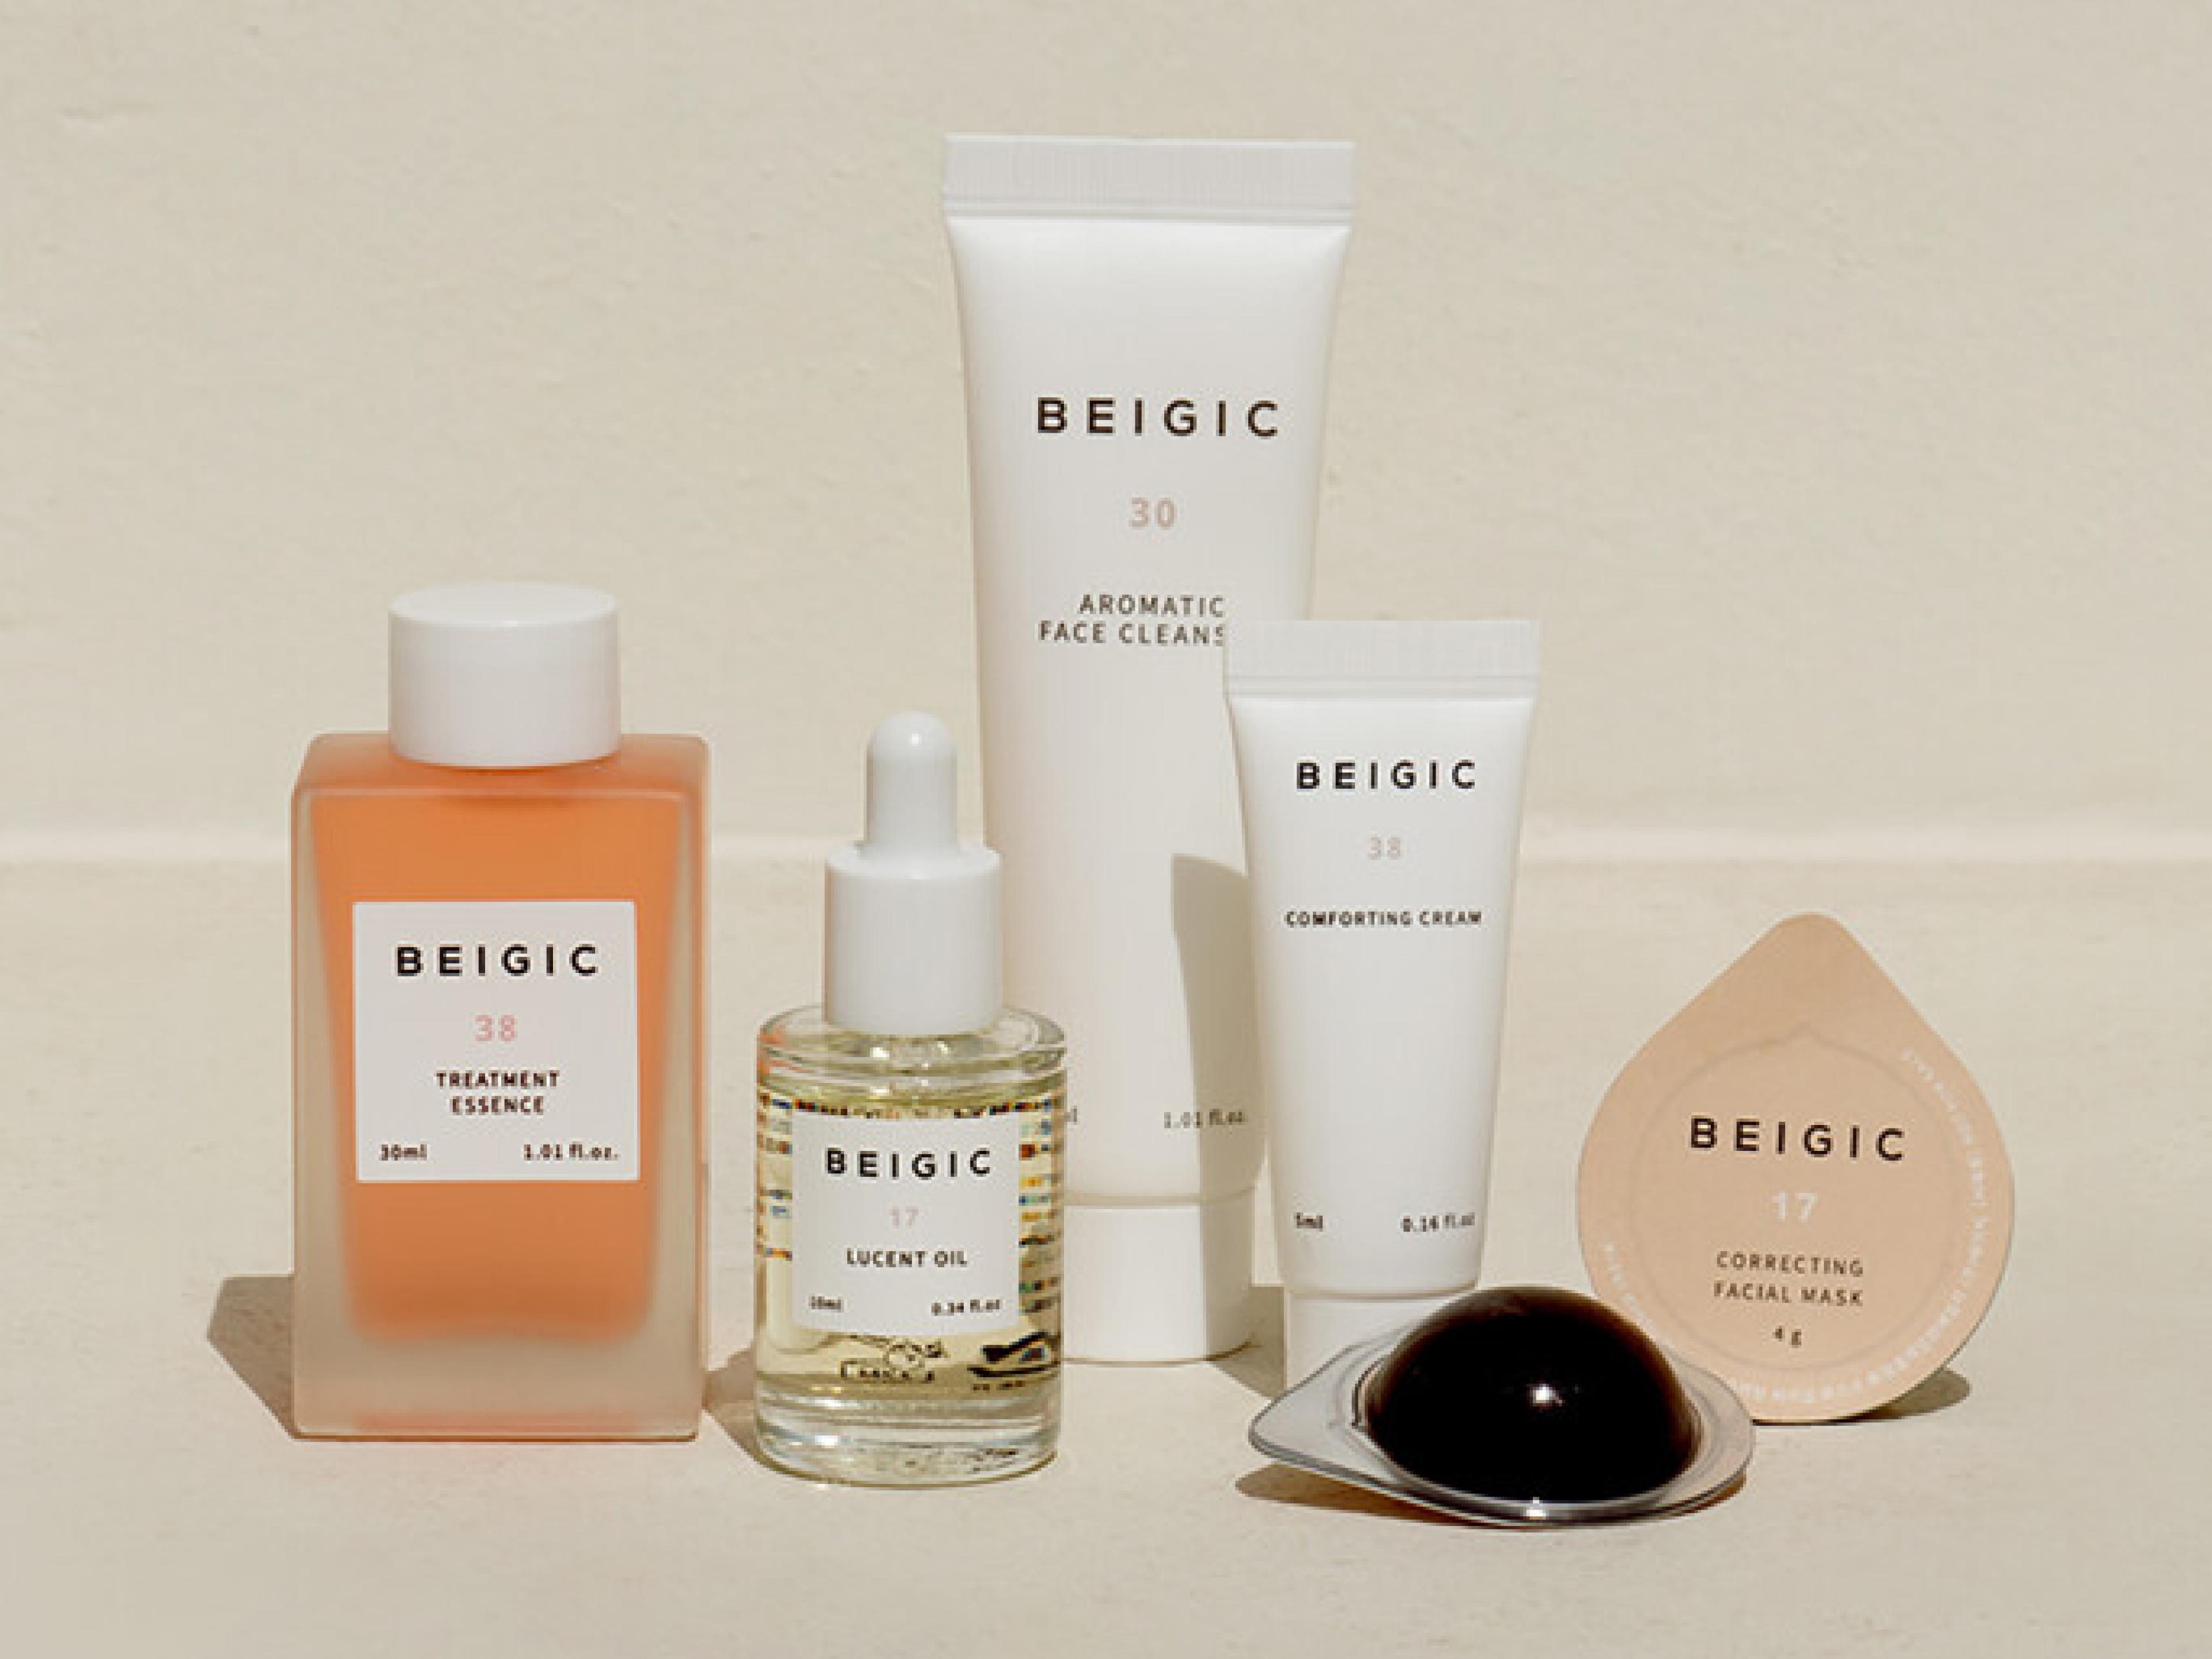 BEIGIC
30
AROMATIC
FACE CLEANS
1.01 fl.oz.
BEIGIC
38
TREATMENT
ESSENCE
30ml 1.01 fl.oz.
BEIGIC
17
LUCENT OIL
10ml 0.34 fl.oz
BEIGIC
38
COMFORTING CREAM
5ml 0.16 fl.oz
BEIGIC
17
CORRECTING
FACIAL MASK
4 g